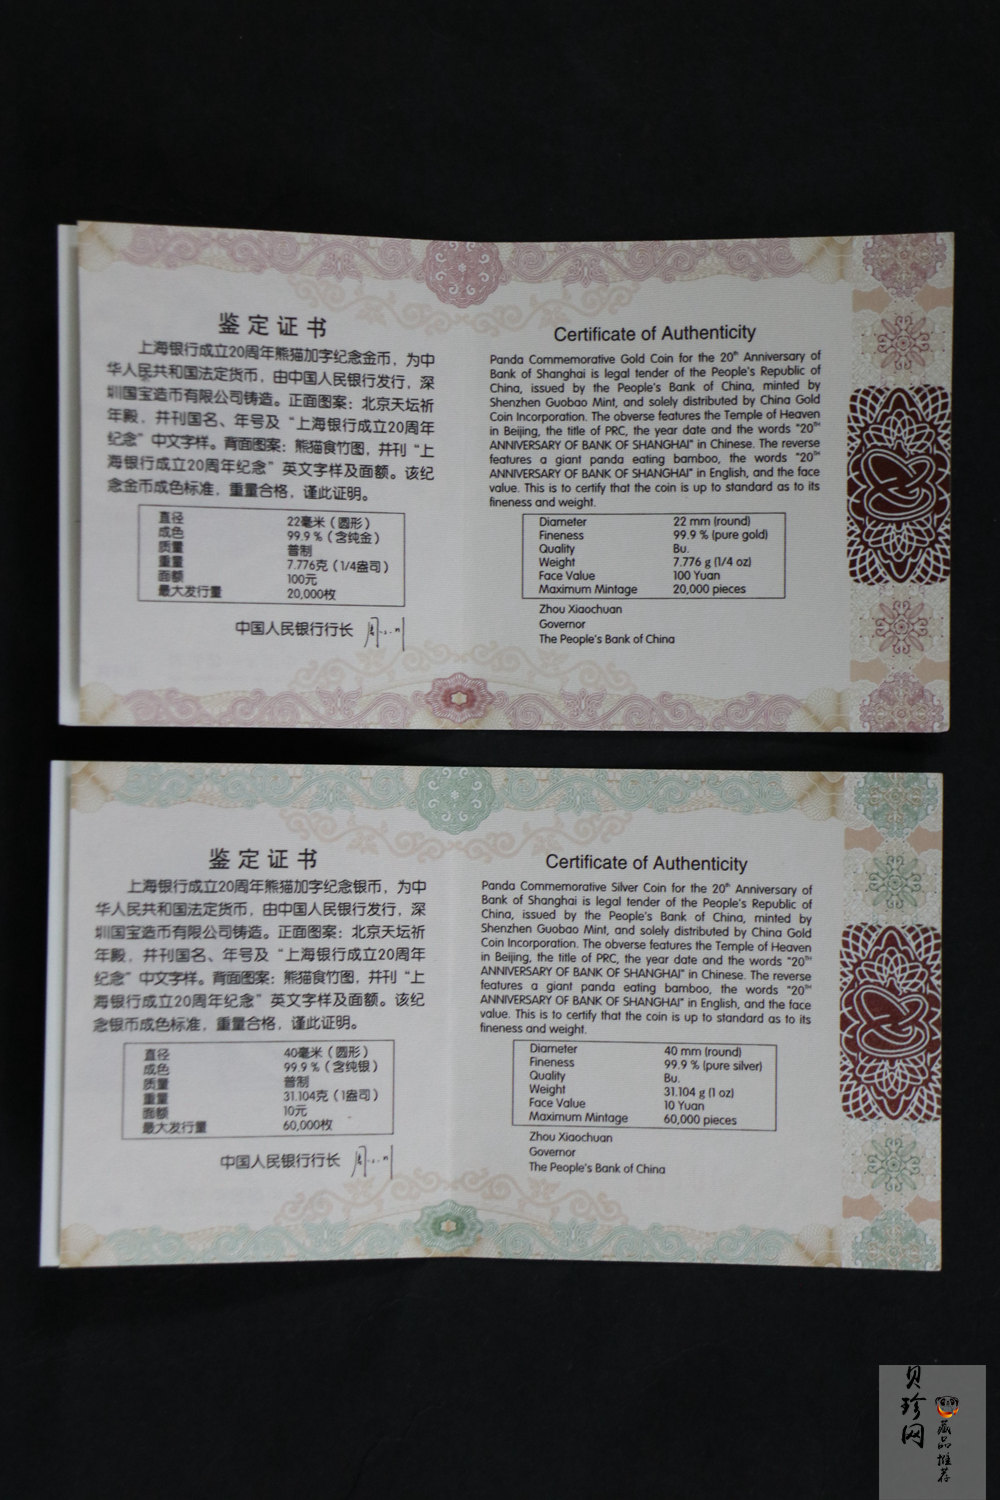 鉴定证书
上海银行成立20周年熊猫加字纪念金币，为中
华人民共和国法定货币，由中国人民银行发行，深
圳国宝造币有限公司铸造。正面图案：北京天坛祈
年殿，并刊国名、年号及“上海银行成立20周年
纪念”中文字样。背面图案：熊猫食竹图，并刊“上
海银行成立20周年纪念”英文字样及面额。该纪
念金币成色标准，重量合格，谨此证明。
直径 22毫米（圆形）
成色 99.9％（含纯金）
质量 普制
重量 7.776克（1/4盎司）
面额 100元
最大发行量 20,000枚
中国人民银行行长
Certificate of Authenticity
Panda Commemorative Gold Coin for the 20th Anniversary of
Bank of Shanghai is legal tender of the People's Republic of
China, issued by the People's Bank of China, minted by
Shenzhen Guobao Mint, and solely distributed by China Gold
Coin Incorporation. The obverse features the Temple of Heaven
in Beijing, the title of PRC, the year date and the words "20TH
ANNIVERSARY OF BANK OF SHANGHAI" in Chinese. The reverse
features a giant panda eating bamboo, the words "20TH
ANNIVERSARY OF BANK OF SHANGHAI" in English, and the face
value. This is to certify that the coin is up to standard as to its
fineness and weight.
Diameter 22 mm (round)
Fineness 99.9 % (pure gold)
Quality Bu.
Weight 7.776 g (1/4 oz)
Face Value 100 Yuan
Maximum Mintage 20,000 pieces
Zhou Xiaochuan
Governor
The People's Bank of China
鉴定证书
上海银行成立20周年熊猫加字纪念银币，为中
华人民共和国法定货币，由中国人民银行发行，深
圳国宝造币有限公司铸造。正面图案：北京天坛祈
年殿，并刊国名、年号及“上海银行成立20周年
纪念”中文字样。背面图案：熊猫食竹图，并刊“上
海银行成立20周年纪念”英文字样及面额。该纪
念银币成色标准，重量合格，谨此证明。
直径 40毫米（圆形）
成色 99.9％（含纯银）
质量 普制
重量 31.104克（1盎司）
面额 10元
最大发行量 60,000枚
中国人民银行行长
Certificate of Authenticity
Panda Commemorative Silver Coin for the 20th Anniversary of
Bank of Shanghai is legal tender of the People's Republic of
China, issued by the People's Bank of China, minted by
Shenzhen Guobao Mint, and solely distributed by China Gold
Coin Incorporation. The obverse features the Temple of Heaven
in Beijing, the title of PRC, the year date and the words "20TH
ANNIVERSARY OF BANK OF SHANGHAI" in Chinese. The reverse
features a giant panda eating bamboo, the words "20TH
ANNIVERSARY OF BANK OF SHANGHAI" in English, and the face
value. This is to certify that the coin is up to standard as to its
fineness and weight.
Diameter 40 mm (round)
Fineness 99.9 % (pure silver)
Quality Bu.
Weight 31.104 g (1 oz)
Face Value 10 Yuan
Maximum Mintage 60,000 pieces
Zhou Xiaochuan
Governor
The People's Bank of China
贝珍网
藏品推荐